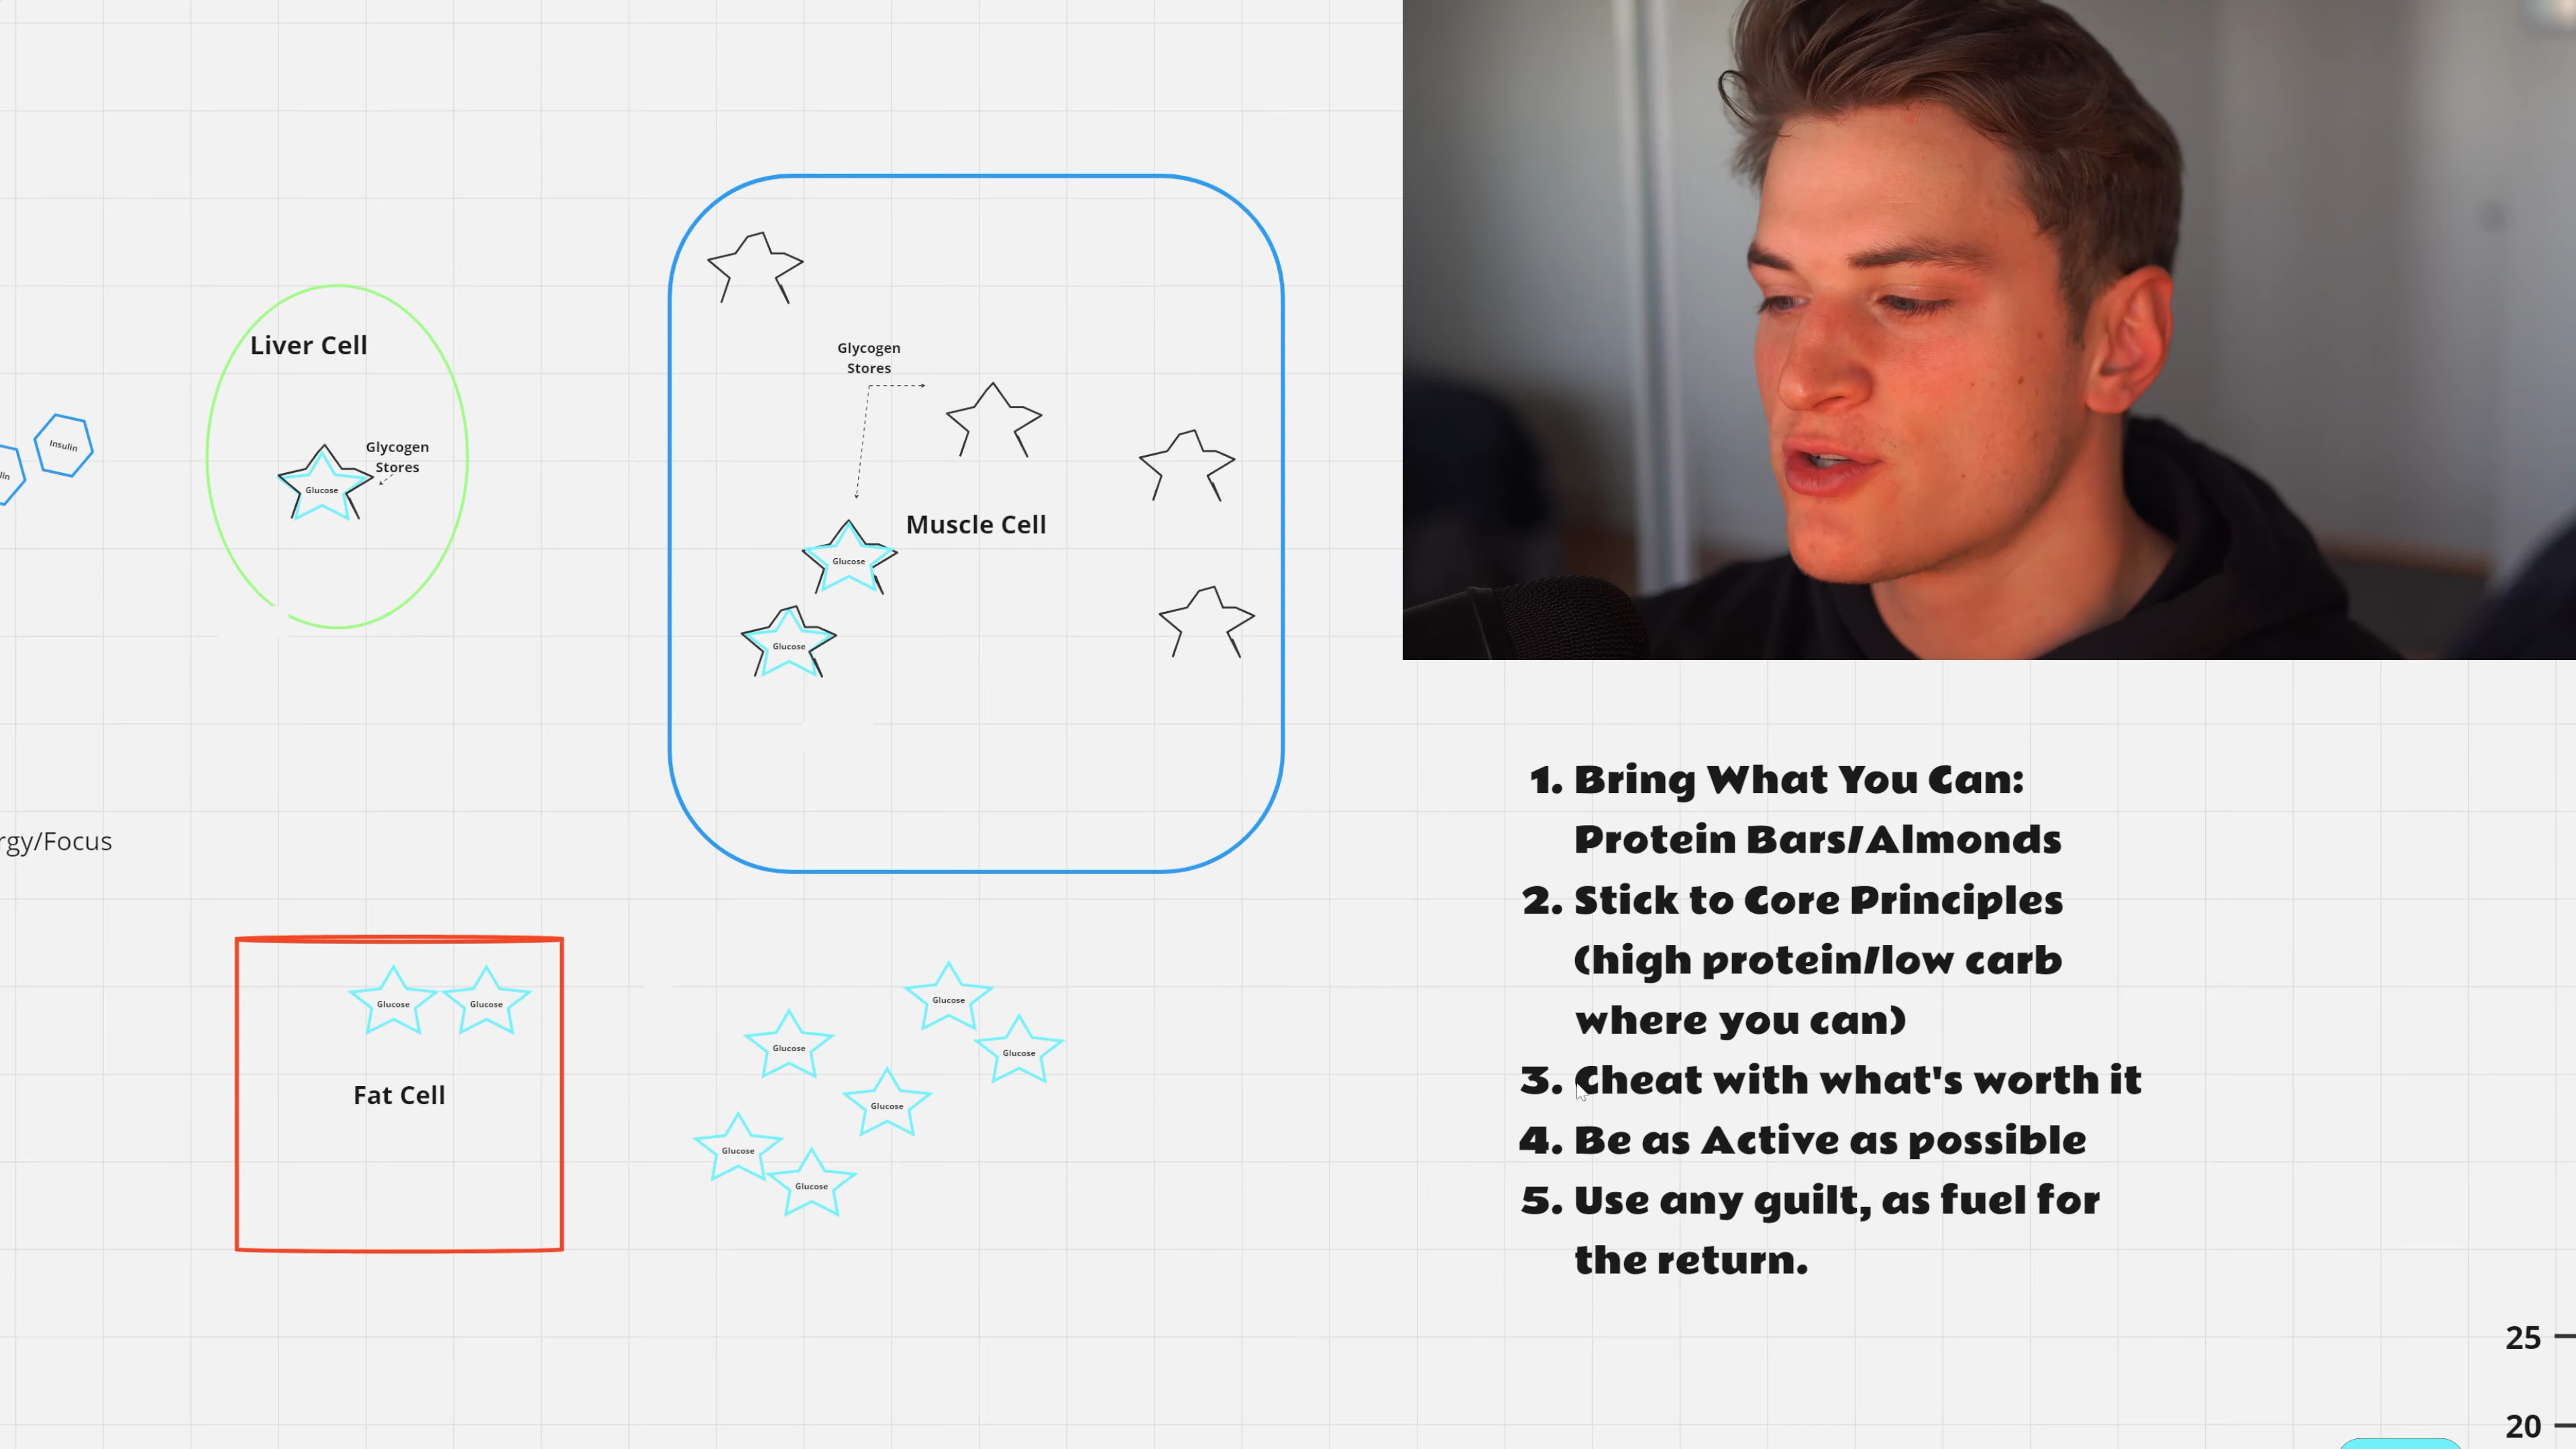 Liver Cell
Glycogen
Stores
Glucose
Insulin
lin
Glycogen
Stores
Muscle Cell
Glucose
Glucose
rgy/Focus
Glucose
Glucose
Fat Cell
Glucose
Glucose
Glucose
Glucose
Glucose
Glucose
1. Bring What You Can:
Protein Bars/Almonds
2. Stick to Core Principles
(high protein/low carb
where you can)
3. Cheat with what's worth it
4. Be as Active as possible
5. Use any guilt, as fuel for
the return.
25
20